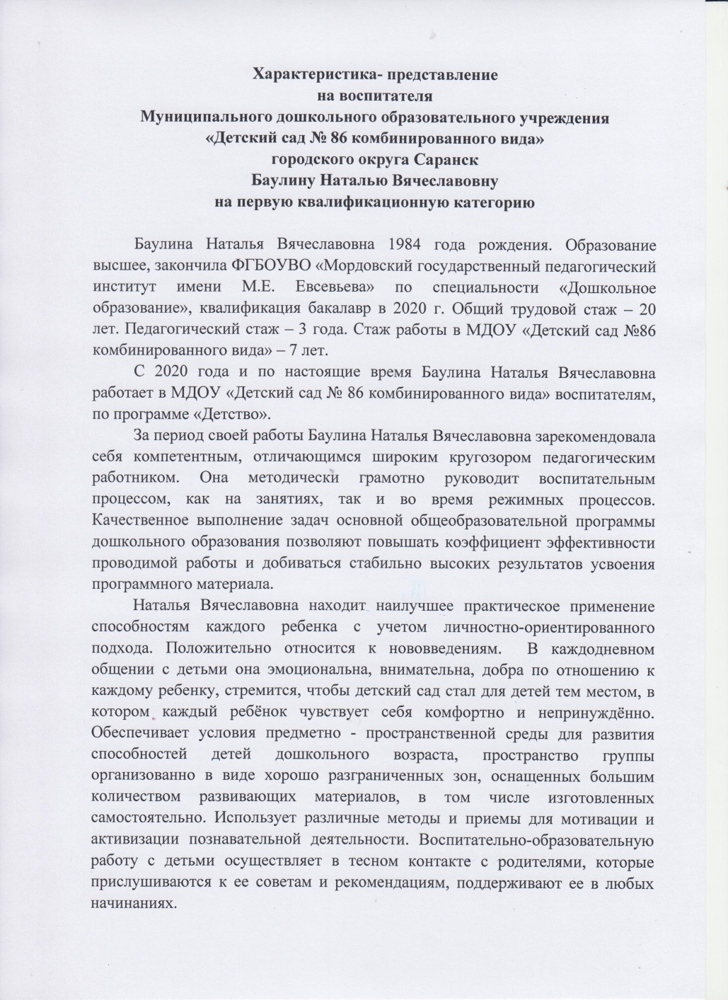 Характеристика- представление
на воспитателя
Муниципального дошкольного образовательного учреждения
«Детский сад № 86 комбинированного вида»
городского округа Саранск
Баулину Наталью Вячеславовну
на первую квалификационную категорию
Баулина Наталья Вячеславовна 1984 года рождения. Образование
высшее, закончила ФГБОУВО «Мордовский государственный педагогический
институт имени М.Е. Евсевьева» по специальности «Дошкольное
образование», квалификация бакалавр в 2020 г. Общий трудовой стаж – 20
лет. Педагогический стаж – 3 года. Стаж работы в МДОУ «Детский сад №86
комбинированного вида» – 7 лет.
С 2020 года и по настоящие время Баулина Наталья Вячеславовна
работает в МДОУ «Детский сад № 86 комбинированного вида» воспитателям,
по программе «Детство».
За период своей работы Баулина Наталья Вячеславовна зарекомендовала
себя компетентным, отличающимся широким кругозором педагогическим
работником. Она методически грамотно руководит воспитательным
процессом, как на занятиях, так и во время режимных процессов.
Качественное выполнение задач основной общеобразовательной программы
дошкольного образования позволяют повышать коэффициент эффективности
проводимой работы и добиваться стабильно высоких результатов усвоения
программного материала.
Наталья Вячеславовна находит наилучшее практическое применение
способностям каждого ребенка с учетом личностно-ориентированного
подхода. Положительно относится к нововведениям. В каждодневном
общении с детьми она эмоциональна, внимательна, добра по отношению к
каждому ребенку, стремится, чтобы детский сад стал для детей тем местом, в
котором каждый ребёнок чувствует себя комфортно и непринуждённо.
Обеспечивает условия предметно - пространственной среды для развития
способностей детей дошкольного возраста, пространство группы
организованно в виде хорошо разграниченных зон, оснащенных большим
количеством развивающих материалов, в том числе изготовленных
самостоятельно. Использует различные методы и приемы для мотивации и
активизации познавательной деятельности. Воспитательно-образовательную
работу с детьми осуществляет в тесном контакте с родителями, которые
прислушиваются к ее советам и рекомендациям, поддерживают ее в любых
начинаниях.